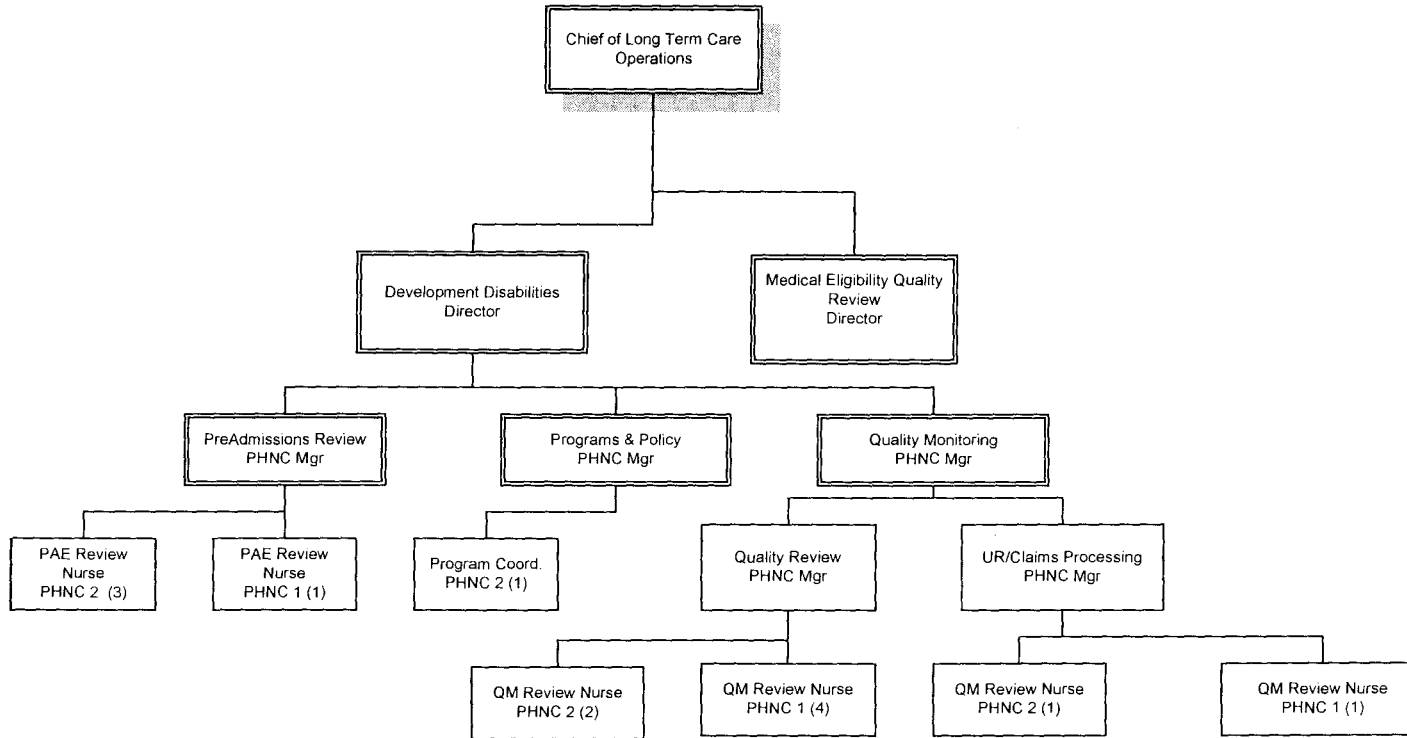 Chief of Long Term Care
Operations
Development Disabilities
Director
Medical Eligibility Quality
Review
Director
PreAdmissions Review
PHNC Mgr
Programs & Policy
PHNC Mgr
Quality Monitoring
PHNC Mgr
PAE Review
Nurse
PHNC 2 (3)
PAE Review
Nurse
PHNC 1 (1)
Program Coord.
PHNC 2 (1)
Quality Review
PHNC Mgr
UR/Claims Processing
PHNC Mgr
QM Review Nurse
PHNC 2 (2)
QM Review Nurse
PHNC 1 (4)
QM Review Nurse
PHNC 2 (1)
QM Review Nurse
PHNC 1 (1)